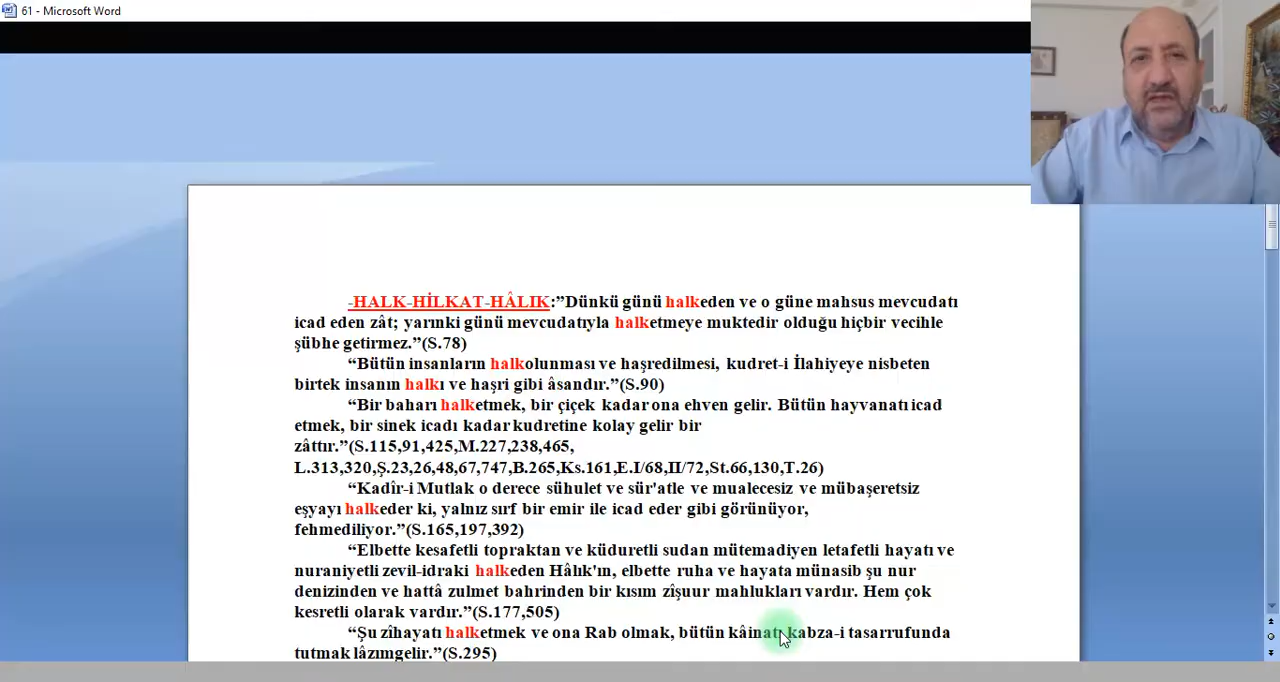 61 - Microsoft Word
-HALK-HİLKAT-HÂLIK:”Dünkü günü halkeden ve o güne mahsus mevcudatı
icad eden zât; yarınki günü mevcudatıyla halketmeye muktedir olduğu hiçbir vecihle
şübhe getirmez.”(S.78)
“Bütün insanların halkolunması ve haşredilmesi, kudret-i İlahiyeye nisbeten
birtek insanın halkı ve haşri gibi âsandır.”(S.90)
“Bir baharı halketmek, bir çiçek kadar ona ehven gelir. Bütün hayvanatı icad
etmek, bir sinek icadı kadar kudretine kolay gelir bir
zâttır.”(S.115,91,425,M.227,238,465,
L.313,320,Ş.23,26,48,67,747,B.265,Ks.161,E.I/68,II/72,St.66,130,T.26)
“Kadîr-i Mutlak o derece sühulet ve sür'atle ve mualecesiz ve mübaşeretsiz
eşyayı halkeder ki, yalnız sırf bir emir ile icad eder gibi görünüyor,
fehmediliyor.”(S.165,197,392)
“Elbette kesafetli topraktan ve küduretli sudan mütemadiyen letafetli hayatı ve
nuraniyetli zevil-idraki halkeden Hâlık'ın, elbette ruha ve hayata münasib şu nur
denizinden ve hattâ zulmet bahrinden bir kısım zîşuur mahlukları vardır. Hem çok
kesretli olarak vardır.”(S.177,505)
“Şu zîhayatı halketmek ve ona Rab olmak, bütün kâinatı kabza-i tasarrufunda
tutmak lâzımgelir.”(S.295)